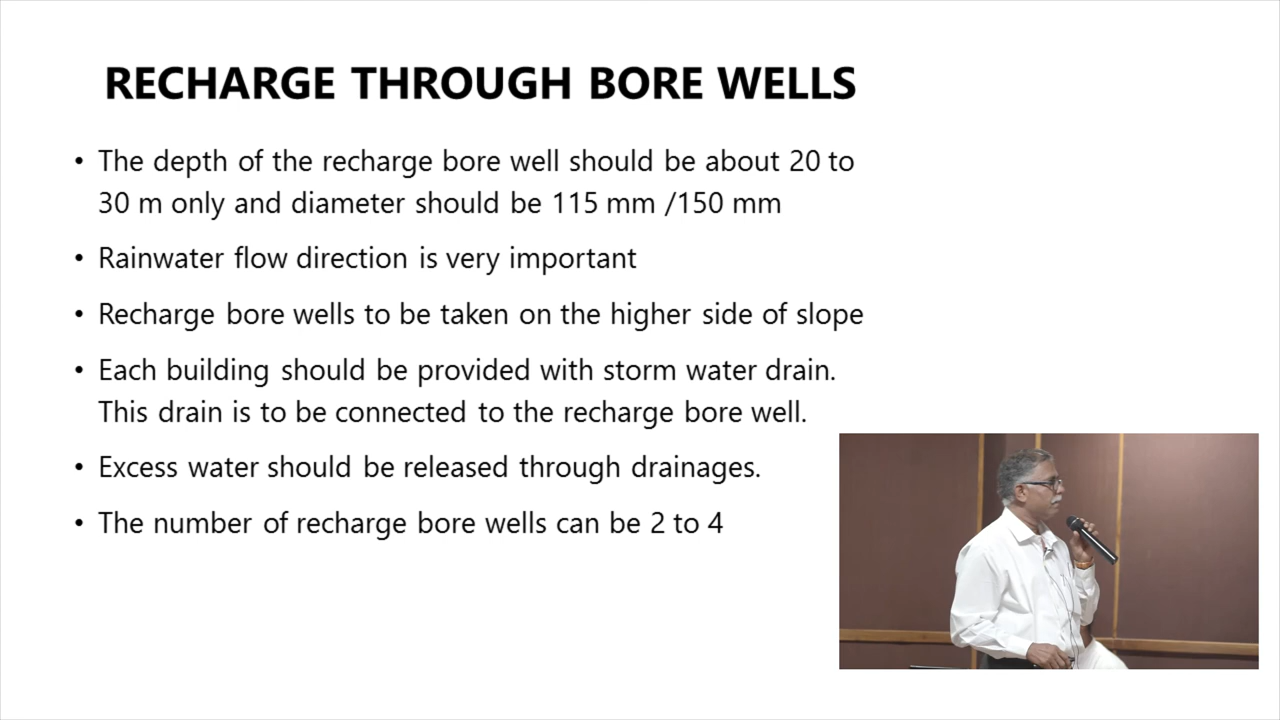 RECHARGE THROUGH BORE WELLS
• The depth of the recharge bore well should be about 20 to
30 m only and diameter should be 115 mm /150 mm
• Rainwater flow direction is very important
• Recharge bore wells to be taken on the higher side of slope
• Each building should be provided with storm water drain.
This drain is to be connected to the recharge bore well.
• Excess water should be released through drainages.
• The number of recharge bore wells can be 2 to 4